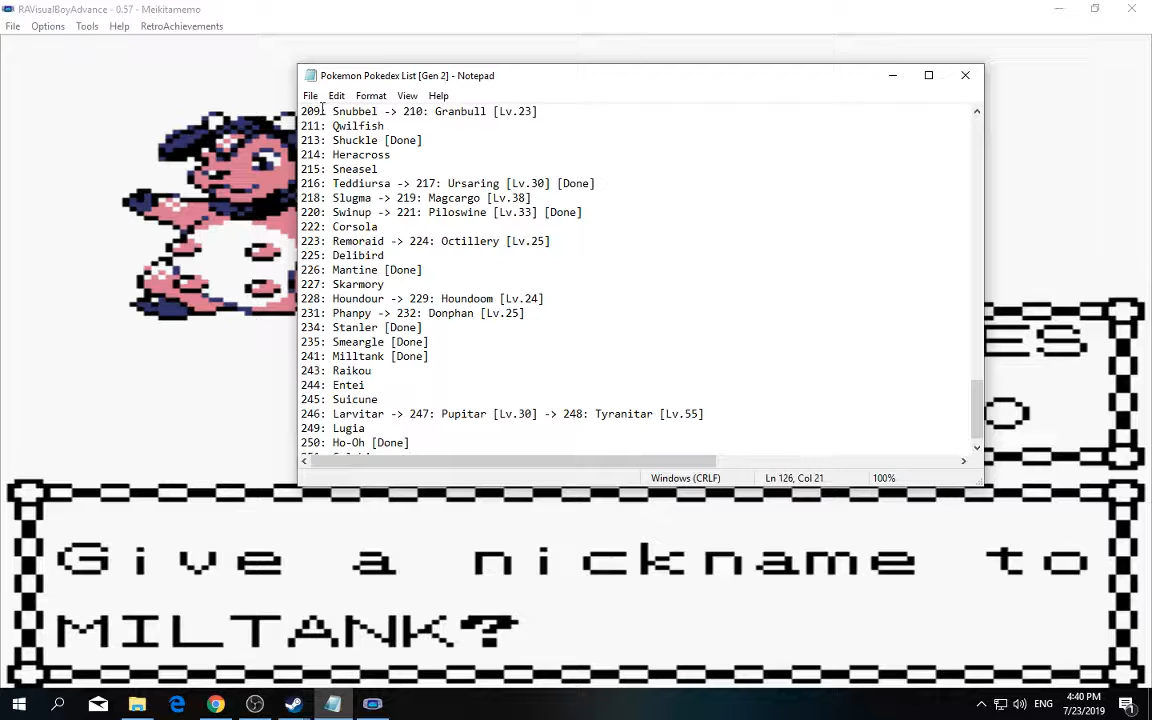 RAVisualBoyAdvance - 0.57 - Meikitamemo
File Options Tools Help RetroAchievements
Pokemon Pokedex List [Gen 2] - Notepad
File Edit Format View Help
209: Snubbel -> 210: Granbull [Lv.23]
211: Qwilfish
213: Shuckle [Done]
214: Heracross
215: Sneasel
216: Teddiursa -> 217: Ursaring [Lv.30] [Done]
218: Slugma -> 219: Magcargo [Lv.38]
220: Swinup -> 221: Piloswine [Lv.33] [Done]
222: Corsola
223: Remoraid -> 224: Octillery [Lv.25]
225: Delibird
226: Mantine [Done]
227: Skarmory
228: Houndour -> 229: Houndoom [Lv.24]
231: Phanpy -> 232: Donphan [Lv.25]
234: Stanler [Done]
235: Smeargle [Done]
241: Milltank [Done]
243: Raikou
244: Entei
245: Suicune
246: Larvitar -> 247: Pupitar [Lv.30] -> 248: Tyranitar [Lv.55]
249: Lugia
250: Ho-Oh [Done]
Windows (CRLF) Ln 126, Col 21 100%
ES
O
Give a nickname to
MILTANK?
ENG
4:40 PM
7/23/2019
1